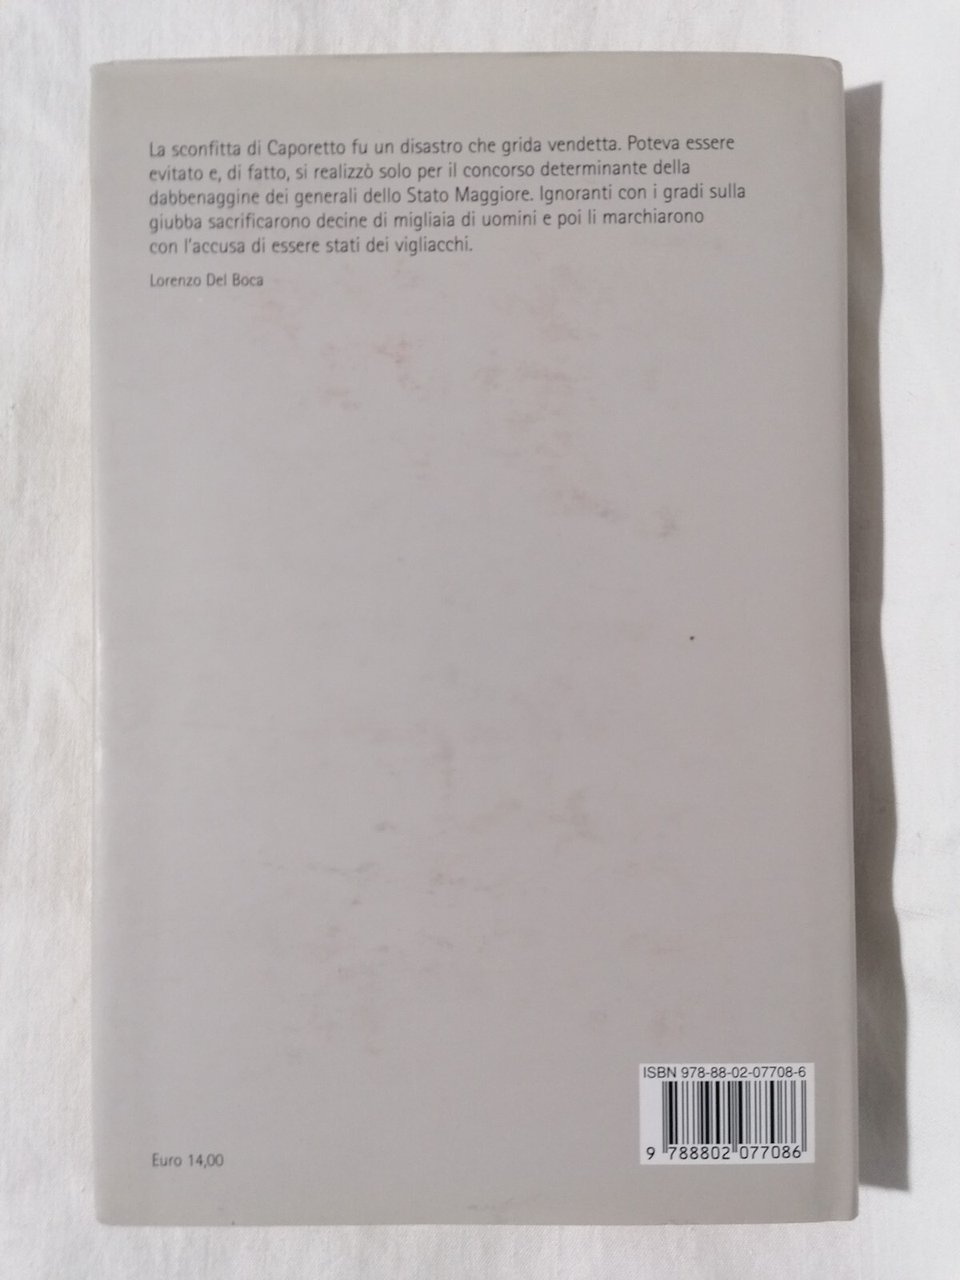 La sconfitta di Caporetto fu un disastro che grida vendetta. Poteva essere
evitato e, di fatto, si realizzò solo per il concorso determinante della
dabbenaggine dei generali dello Stato Maggiore. Ignoranti con i gradi sulla
giubba sacrificarono decine di migliaia di uomini e poi li marchiarono
con l'accusa di essere stati dei vigliacchi.
Lorenzo Del Boca
ISBN 978-88-02-07708-6
9 788802 077086
Euro 14,00